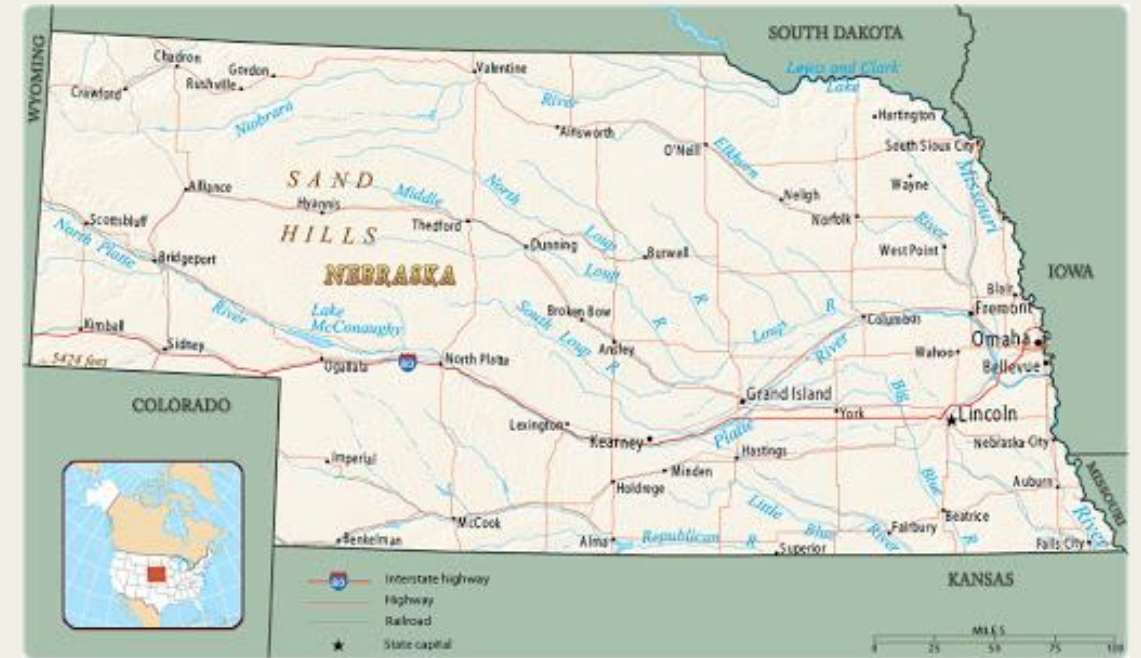 WYOMING
SOUTH DAKOTA
Lewis and Clark
Lake
Chadron
Gordon
Rushville
Crawford
Valentine
Niobrara
River
Ainsworth
O'Neill
Elkhorn
Hartington
South Sioux City
Missouri
Wayne
Neligh
Norfolk
River
West Point
Alliance
SAND
HILLS
Hyannis
Middle
North
Thedford
Dunning
Loup
Loup
Burwell
R
R
Scottsbluff
North Platte
Bridgeport
River
NEBRASKA
Lake
McConaughy
South
Loup
R
Broken Bow
Ansley
Loup
R
River
Columbus
Blair
Fremont
IOWA
Omaha
Wahoo
Bellevue
Kimball
5424 feet
Sidney
Ogallala
80
North Platte
COLORADO
Grand Island
York
Big
Lincoln
Lexington
Kearney
Platte
Hastings
Nebraska City
Imperial
Minden
Holdrege
Auburn
MISSOURI
McCook
Little
Blue
River
Blue
R
Beatrice
Fairbury
River
Benkelman
Alma
Republican
R
Superior
Falls City
KANSAS
80
Interstate highway
Highway
Railroad
State capital
MILES
0 25 50 75 100